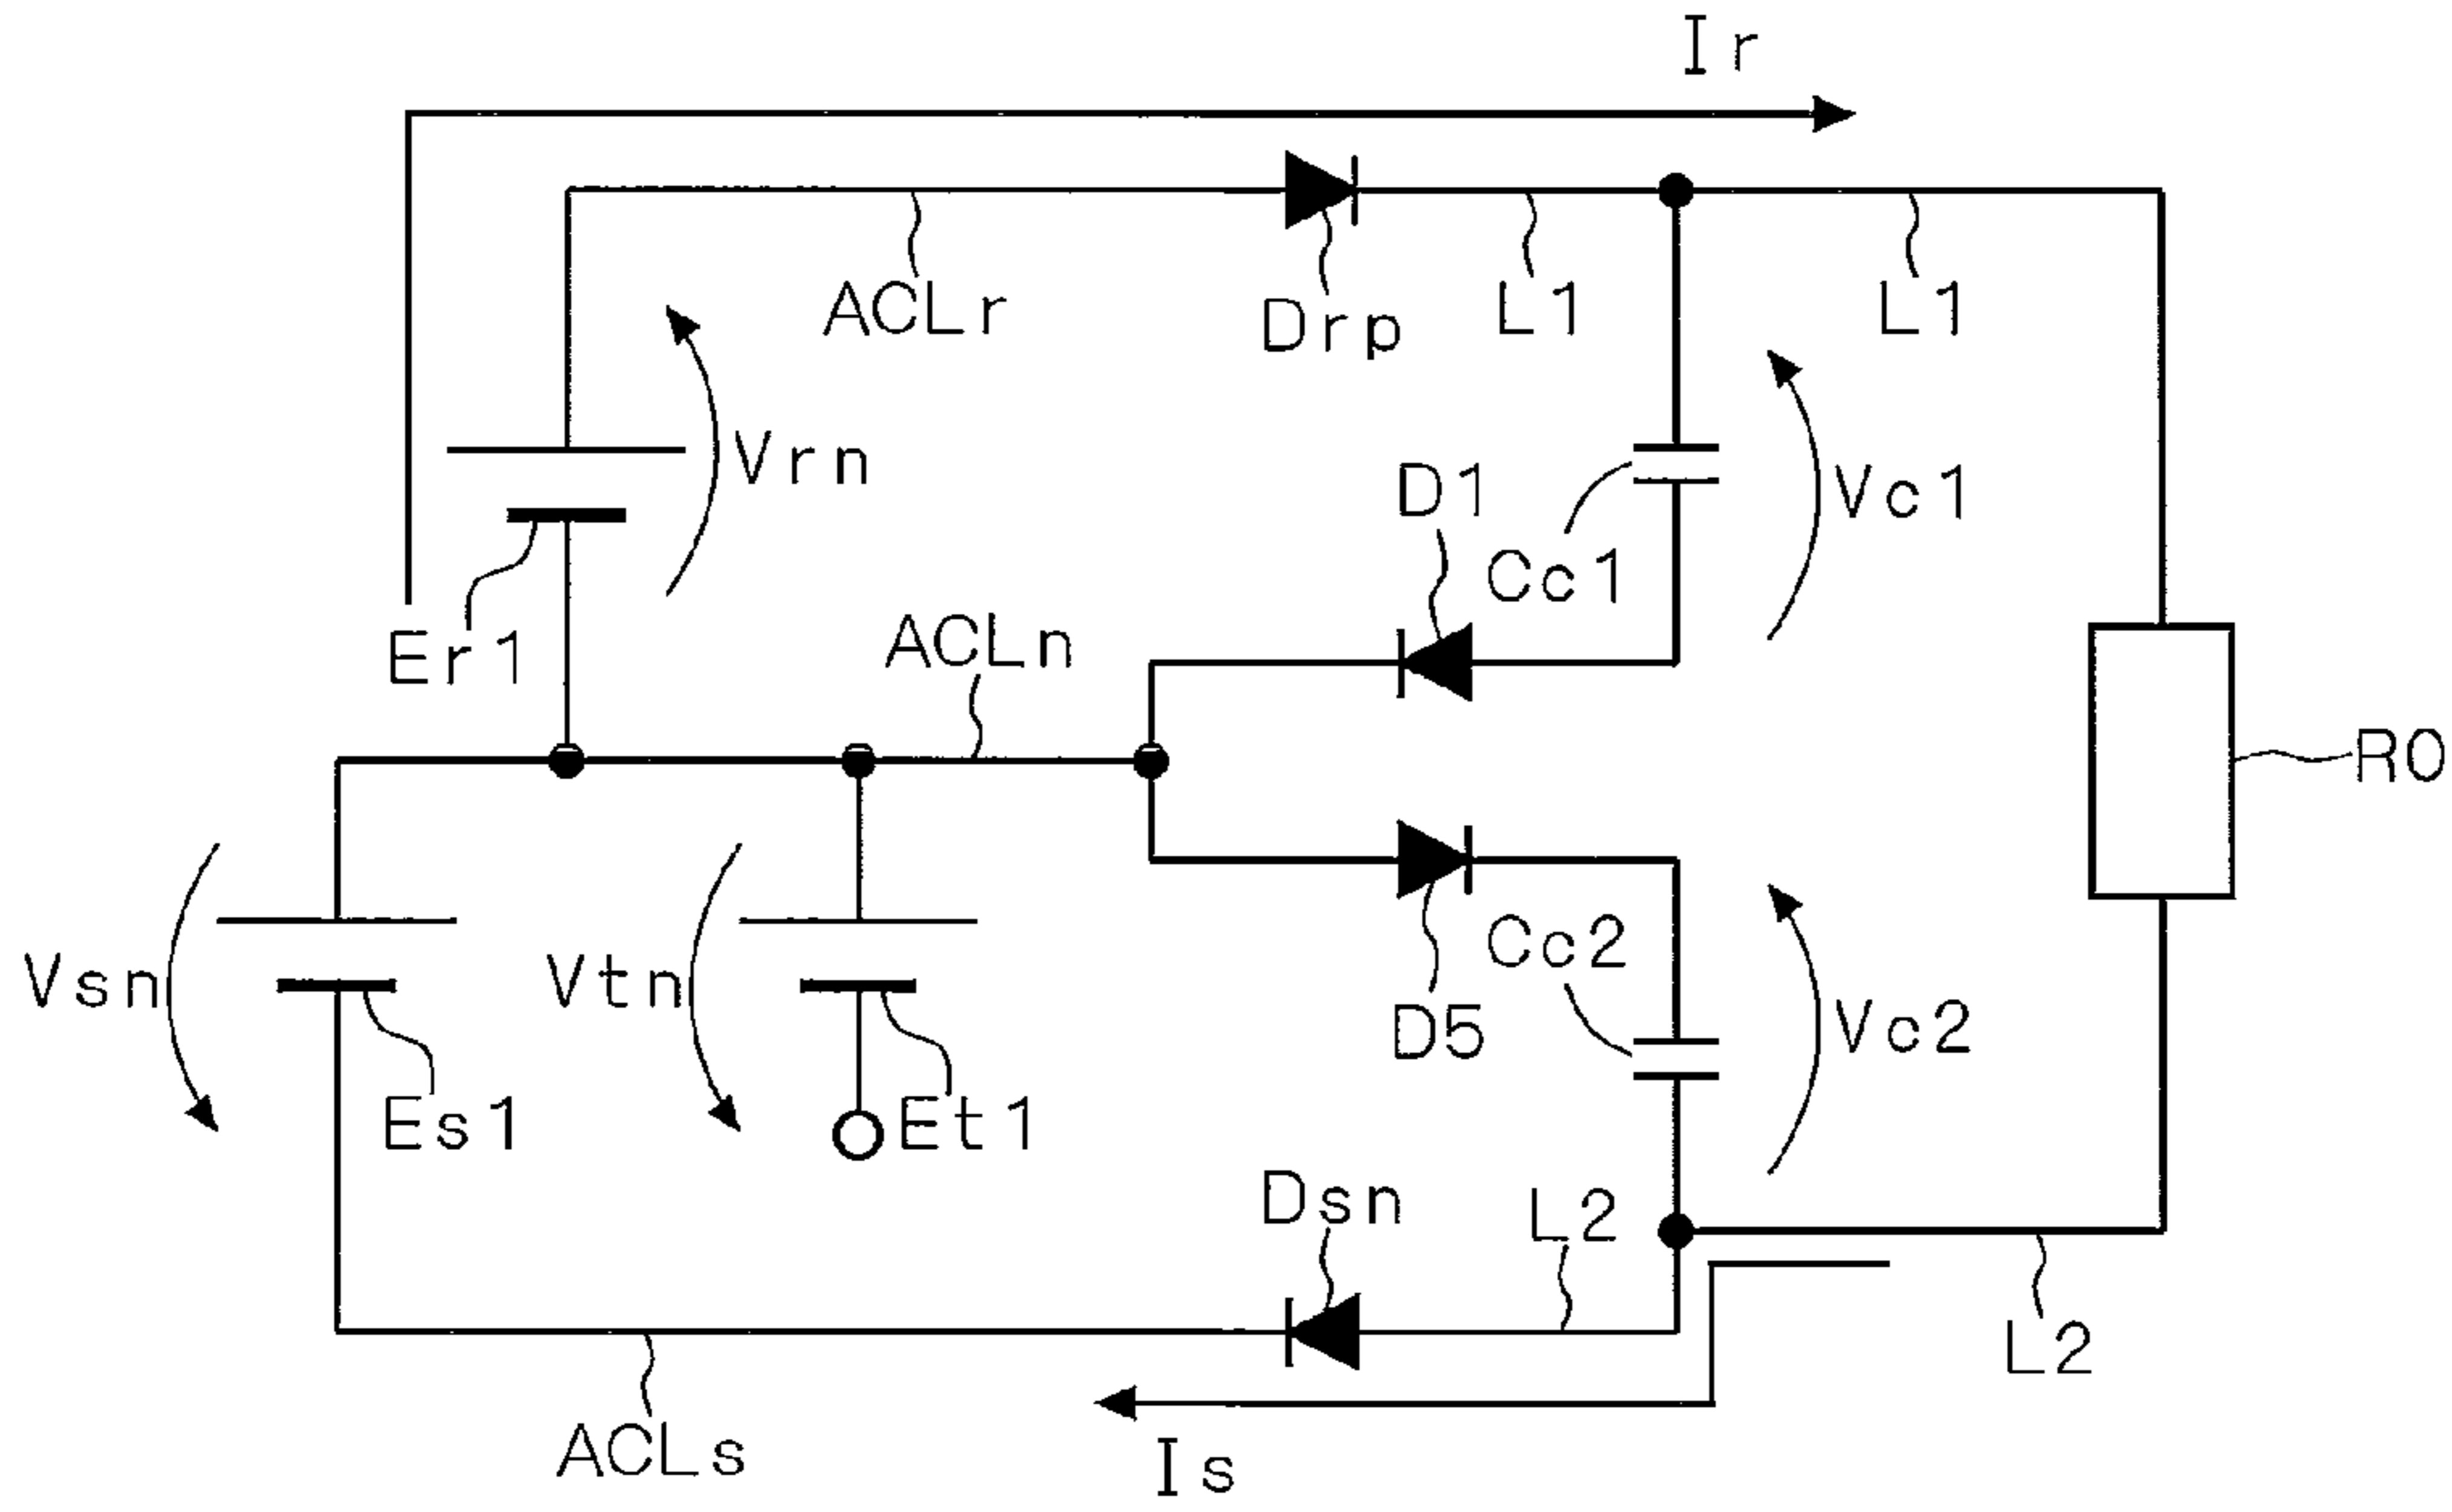 Ir
ACLr
Drp
L1
L1
Vrn
D1
Cc1
Vc1
Er1
ACLn
R0
Vsn
Vtn
Cc2
D5
Vc2
Es1
Et1
Dsn
L2
L2
ACLs
Is